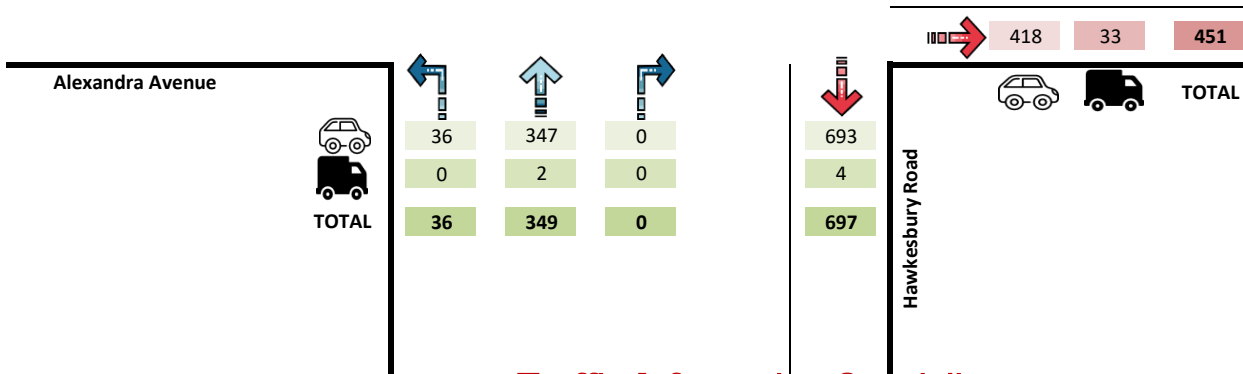 418 33 451
Alexandra Avenue
TOTAL
36 347 0 693
0 2 0 4
TOTAL 36 349 0 697
Hawkesbury Road